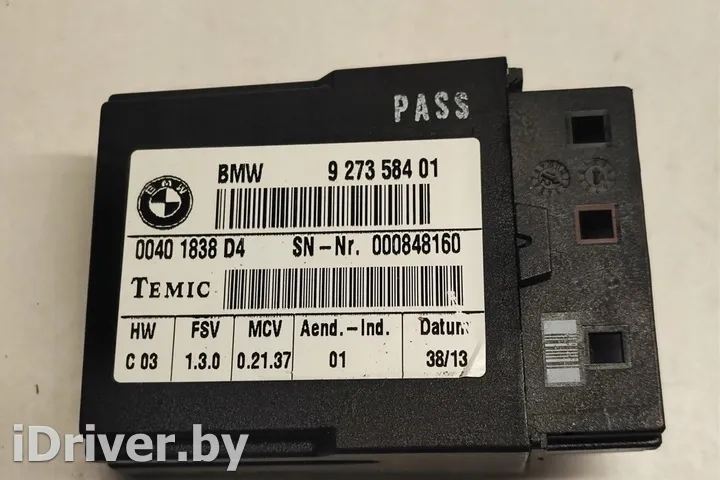 PASS
BMW
BMW 9 273 584 01
0040 1838 D4 SN-Nr. 000848160
TEMIC
HW FSV MCV Aend.-Ind. Datum
C 03 1.3.0 0.21.37 01 38/13
iDriver.by